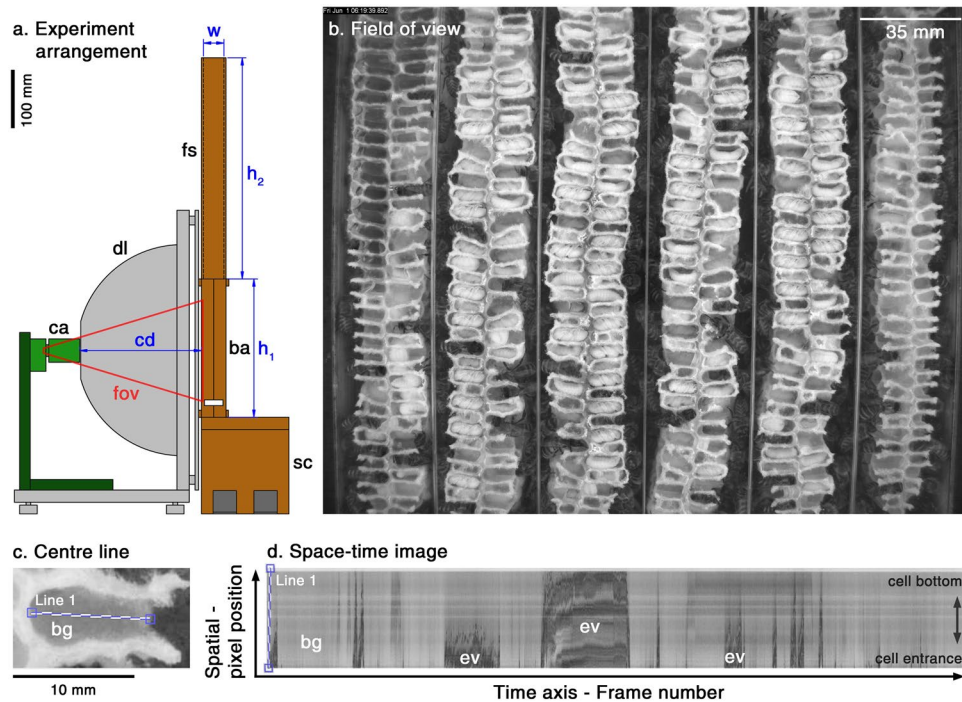 a. Experiment
arrangement
100 mm
w
fs
h2
dl
ca
cd
ba
h1
fov
sc
Fri Jun 1 06:19:39.892
b. Field of view
35 mm
c. Centre line
Line 1
bg
10 mm
d. Space-time image
Spatial -
pixel position
Line 1
cell bottom
bg
ev
ev
ev
cell entrance
Time axis - Frame number